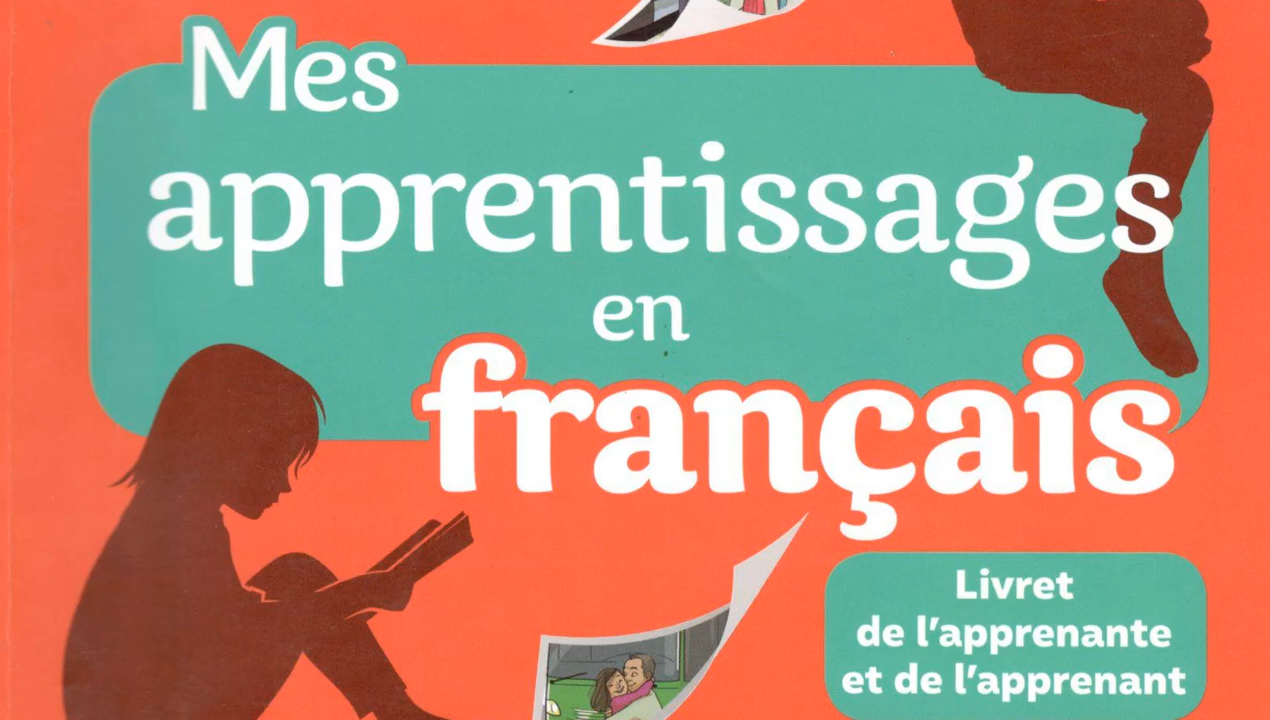 Mes
apprentissages
en
français
Livret
de l'apprenante
et de l'apprenant